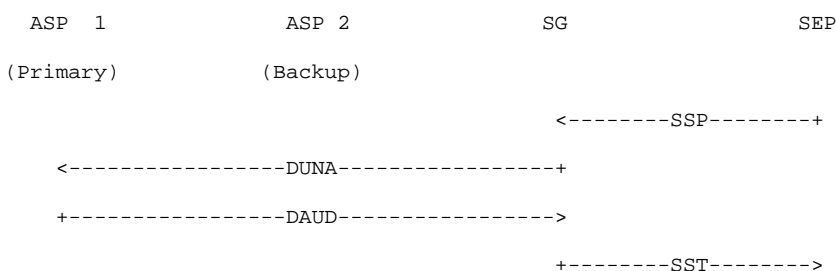 ASP 1 ASP 2 SG SEP
(Primary) (Backup)
<--------SSP--------+
<-----------------DUNA----------------+
+-----------------DAUD---------------->
+--------SST-------->